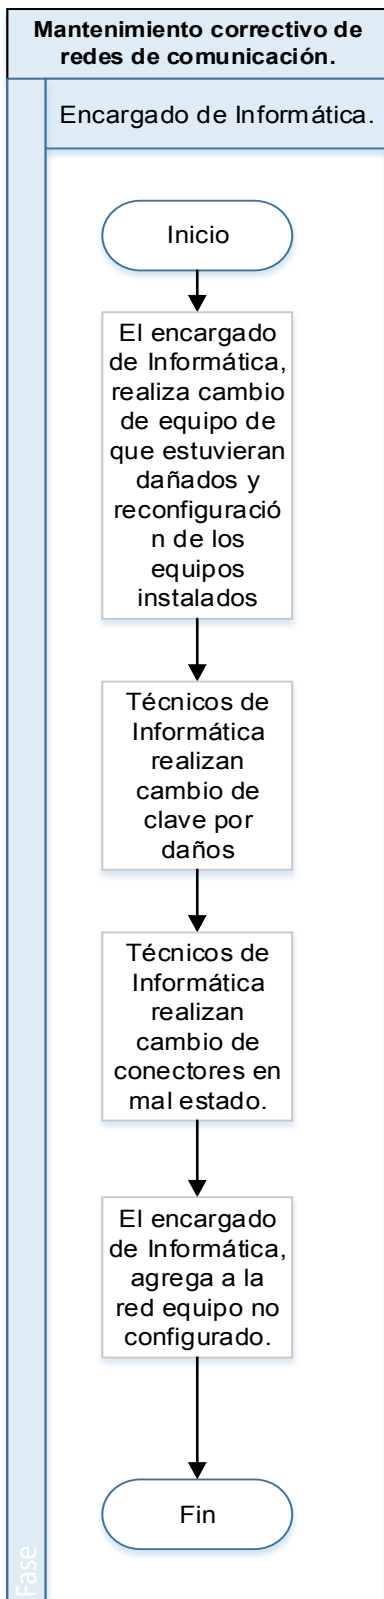 Mantenimiento correctivo de
redes de comunicación.
Encargado de Informática.
Inicio
El encargado
de Informática,
realiza cambio
de equipo de
que estuvieran
dañados y
reconfiguració
n de los
equipos
instalados
Técnicos de
Informática
realizan
cambio de
clave por
daños
Técnicos de
Informática
realizan
cambio de
conectores en
mal estado.
El encargado
de Informática,
agrega a la
red equipo no
configurado.
Fin
Fase